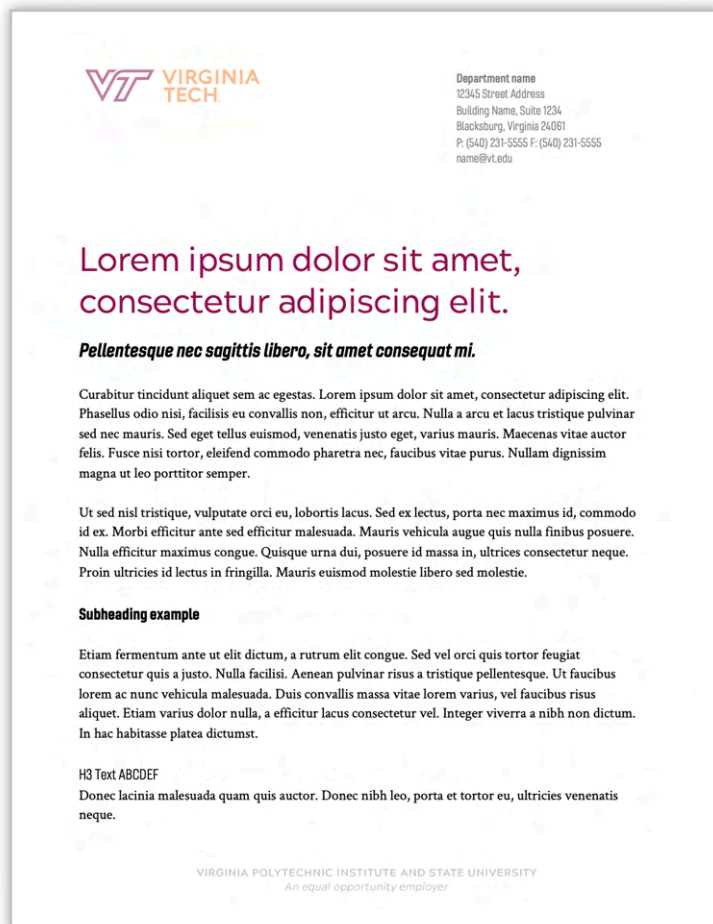 VT VIRGINIA
TECH.
Department name
12345 Street Address
Building Name, Suite 1234
Blacksburg, Virginia 24061
P: (540) 231-5555 F: (540) 231-5555
name@vt.edu
Lorem ipsum dolor sit amet,
consectetur adipiscing elit.
Pellentesque nec sagittis libero, sit amet consequat mi.
Curabitur tincidunt aliquet sem ac egestas. Lorem ipsum dolor sit amet, consectetur adipiscing elit.
Phasellus odio nisi, facilisis eu convallis non, efficitur ut arcu. Nulla a arcu et lacus tristique pulvinar
sed nec mauris. Sed eget tellus euismod, venenatis justo eget, varius mauris. Maecenas vitae auctor
felis. Fusce nisi tortor, eleifend commodo pharetra nec, faucibus vitae purus. Nullam dignissim
magna ut leo porttitor semper.
Ut sed nisl tristique, vulputate orci eu, lobortis lacus. Sed ex lectus, porta nec maximus id, commodo
id ex. Morbi efficitur ante sed efficitur malesuada. Mauris vehicula augue quis nulla finibus posuere.
Nulla efficitur maximus congue. Quisque urna dui, posuere id massa in, ultrices consectetur neque.
Proin ultricies id lectus in fringilla. Mauris euismod molestie libero sed molestie.
Subheading example
Etiam fermentum ante ut elit dictum, a rutrum elit congue. Sed vel orci quis tortor feugiat
consectetur quis a justo. Nulla facilisi. Aenean pulvinar risus a tristique pellentesque. Ut faucibus
lorem ac nunc vehicula malesuada. Duis convallis massa vitae lorem varius, vel faucibus risus
aliquet. Etiam varius dolor nulla, a efficitur lacus consectetur vel. Integer viverra a nibh non dictum.
In hac habitasse platea dictumst.
H3 Text ABCDEF
Donec lacinia malesuada quam quis auctor. Donec nibh leo, porta et tortor eu, ultricies venenatis
neque.
VIRGINIA POLYTECHNIC INSTITUTE AND STATE UNIVERSITY
An equal opportunity employer